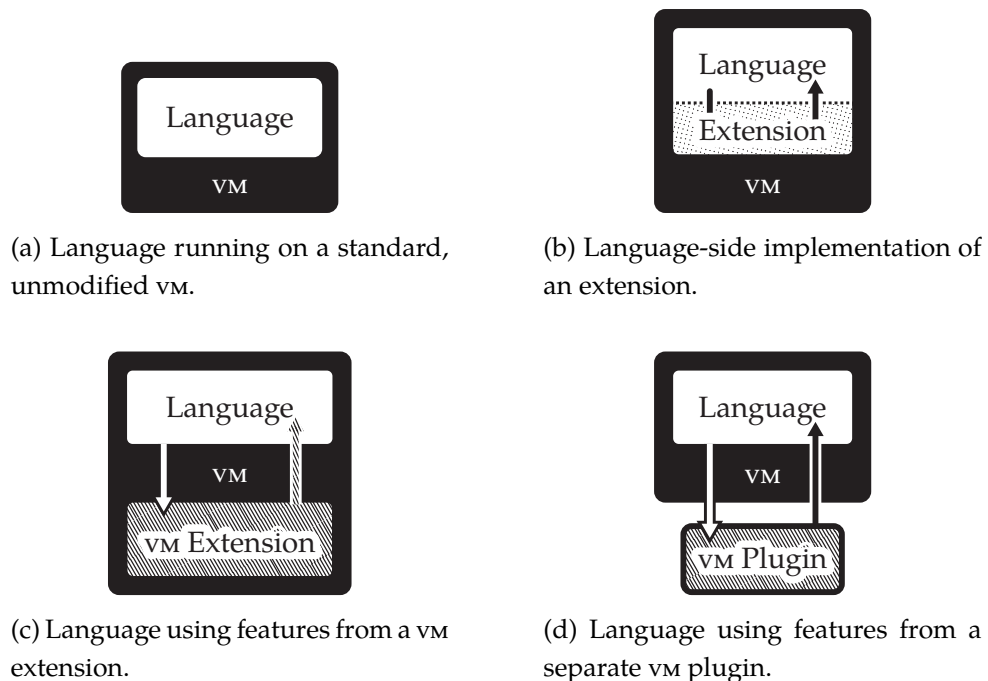 Language
VM
(a) Language running on a standard,
unmodified VM.
Language
Extension
VM
(b) Language-side implementation of
an extension.
Language
VM
VM Extension
(c) Language using features from a VM
extension.
Language
VM
VM Plugin
(d) Language using features from a
separate VM plugin.